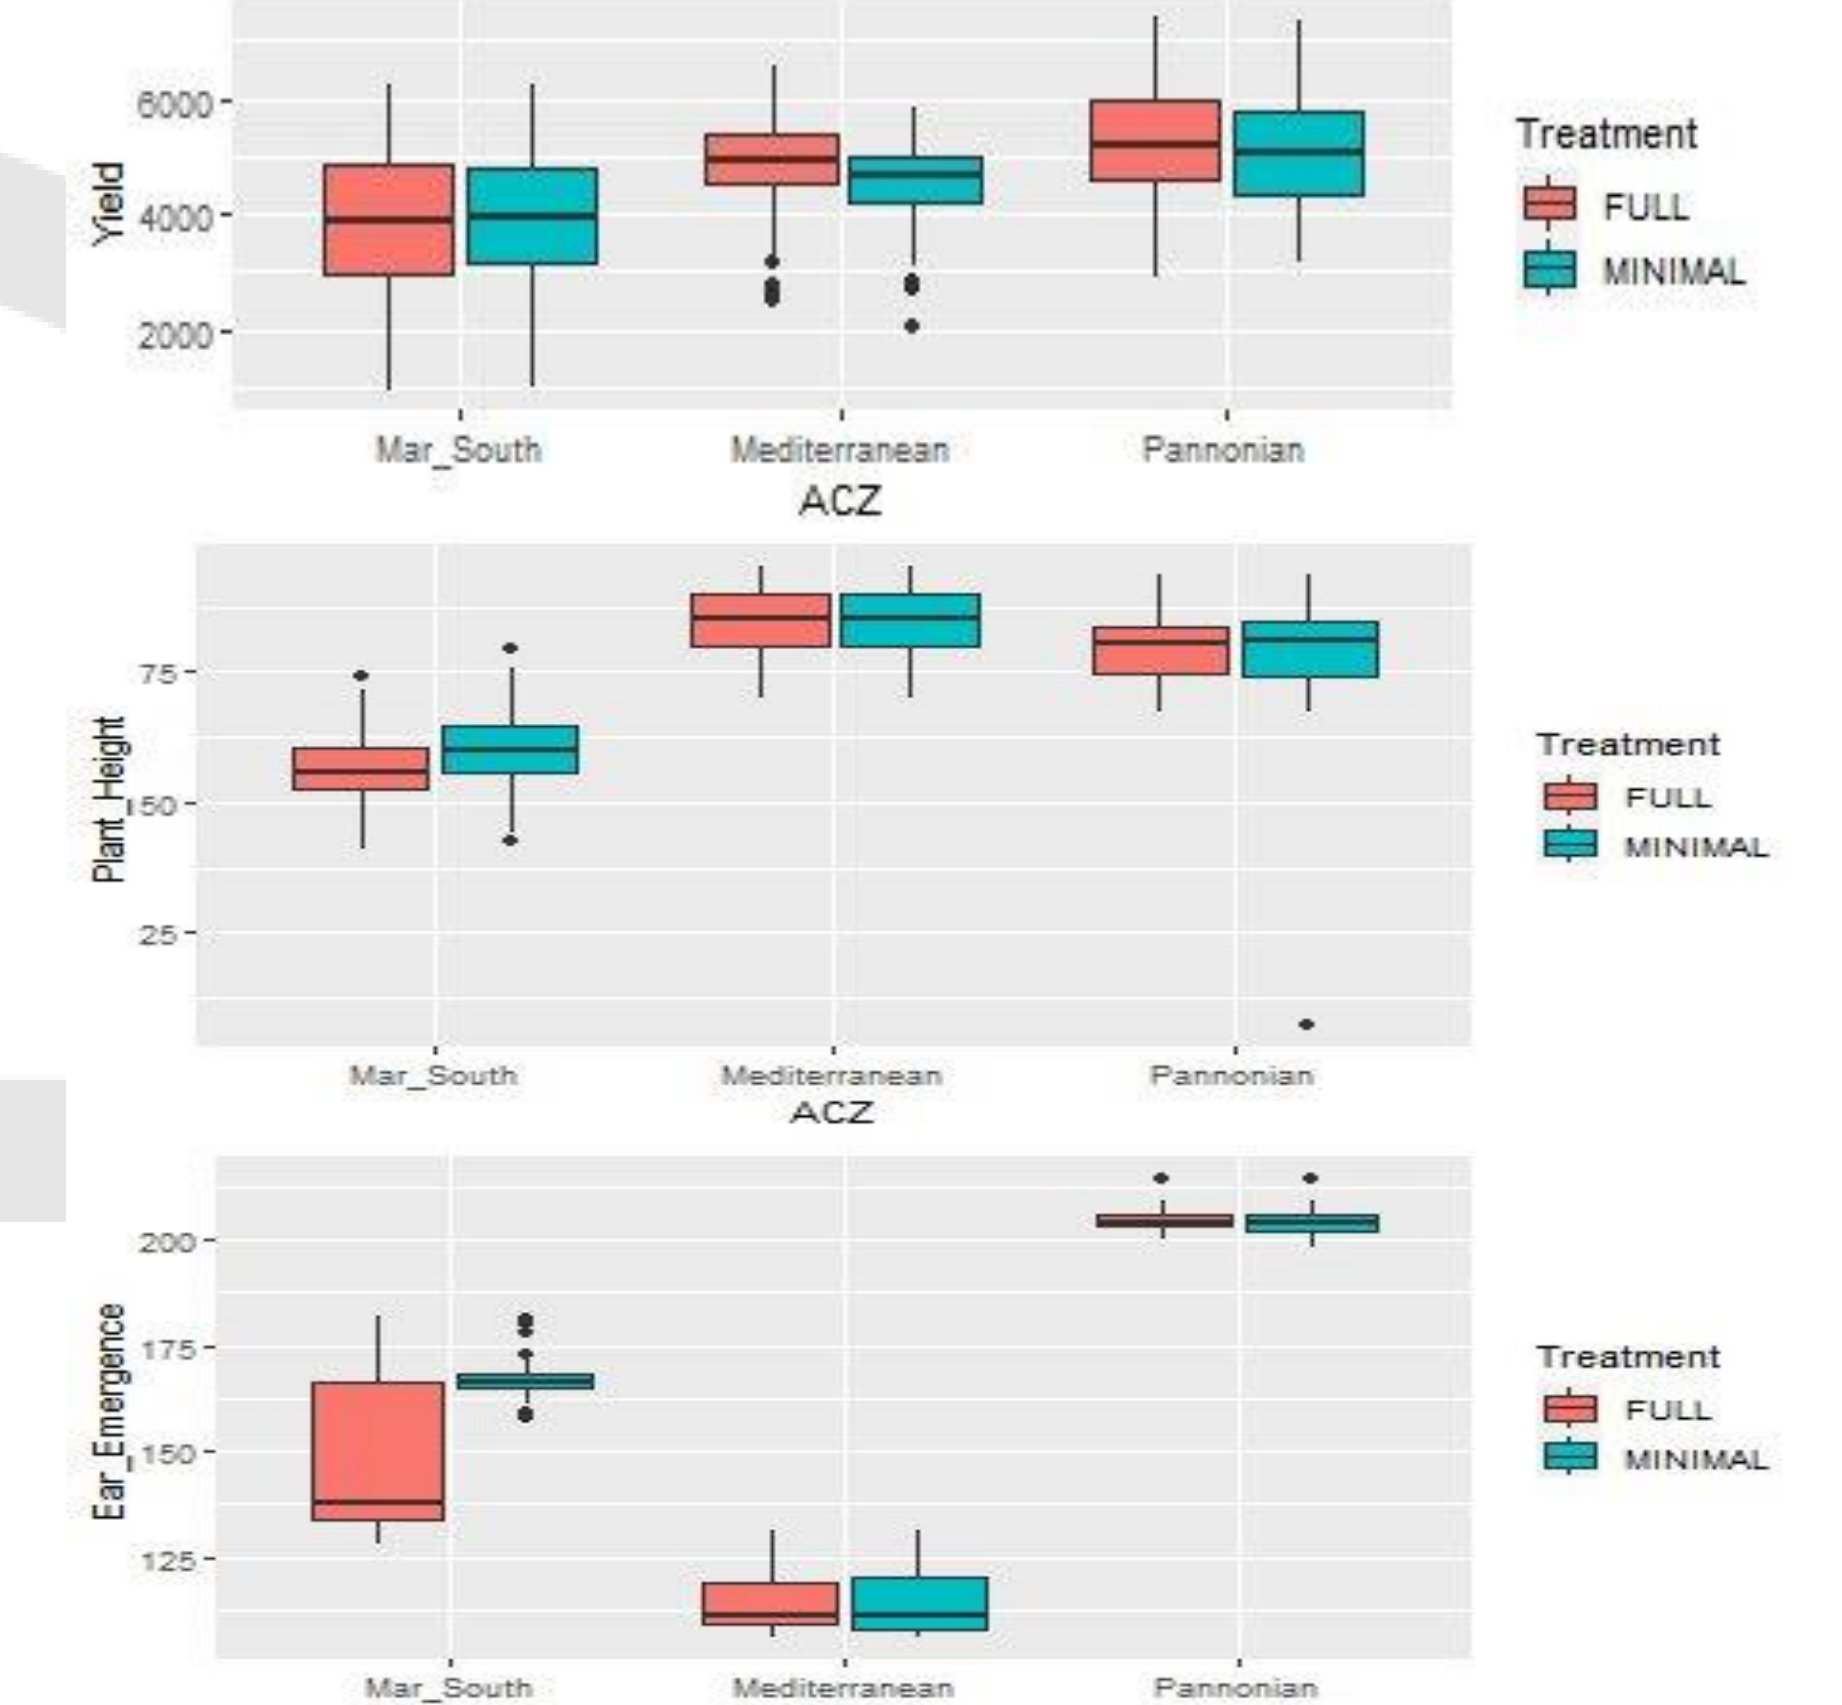 Yield
6000
4000
2000
Mar_South Mediterranean Pannonian
ACZ
Treatment
FULL
MINIMAL
Plant_Height
75
50
25
Mar_South Mediterranean Pannonian
ACZ
Treatment
FULL
MINIMAL
Ear_Emergence
200
175
150
125
Mar_South Mediterranean Pannonian
Treatment
FULL
MINIMAL